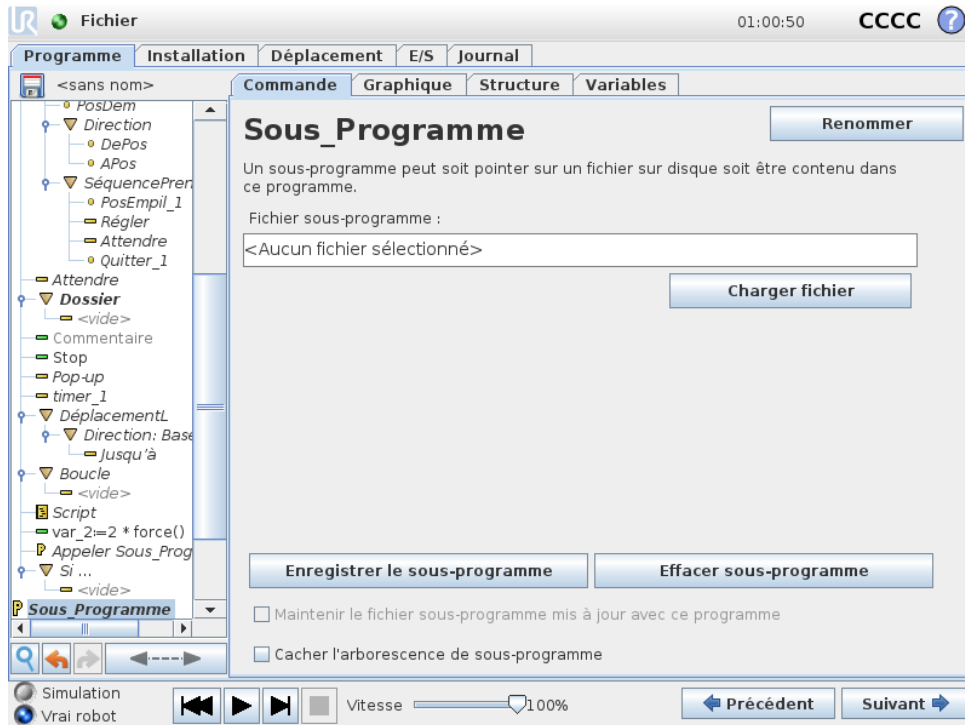 UR Fichier 01:00:50 CCCC ?
Programme Installation Déplacement E/S Journal
<sans nom>
Commande Graphique Structure Variables
PosDém
Direction
DePos
APos
SéquencePren
PosEmpil_1
Régler
Attendre
Quitter_1
Attendre
Dossier
<vide>
Commentaire
Stop
Pop-up
timer_1
DéplacementL
Direction: Base
Jusqu'à
Boucle
<vide>
Script
var_2:=2 * force()
Appeler Sous_Prog
Si ...
<vide>
Sous_Programme
Sous_Programme
Renommer
Un sous-programme peut soit pointer sur un fichier sur disque soit être contenu dans
ce programme.
Fichier sous-programme :
<Aucun fichier sélectionné>
Charger fichier
Enregistrer le sous-programme Effacer sous-programme
Maintenir le fichier sous-programme mis à jour avec ce programme
Cacher l'arborescence de sous-programme
Simulation
Vrai robot
Vitesse 100%
Précédent Suivant